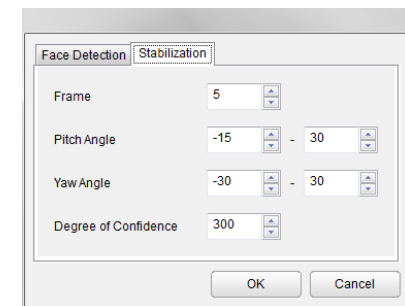 Face Detection Stabilization
Frame 5
Pitch Angle -15 - 30
Yaw Angle -30 - 30
Degree of Confidence 300
OK Cancel